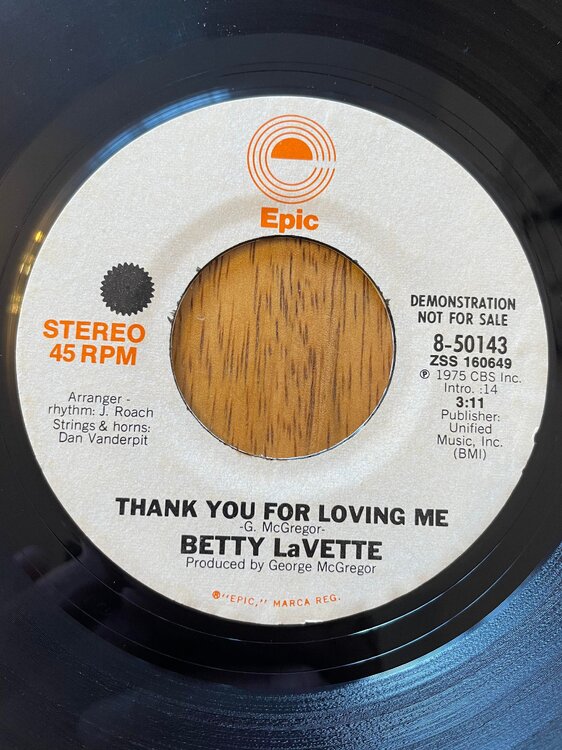 Epic
STEREO
45 RPM
Arranger -
rhythm: J. Roach
Strings & horns:
Dan Vanderpit
DEMONSTRATION
NOT FOR SALE
8-50143
ZSS 160649
℗ 1975 CBS Inc.
Intro. :14
3:11
Publisher:
Unified
Music, Inc.
(BMI)
THANK YOU FOR LOVING ME
-G. McGregor-
BETTY LaVETTE
Produced by George McGregor
®"EPIC," MARCA REG.